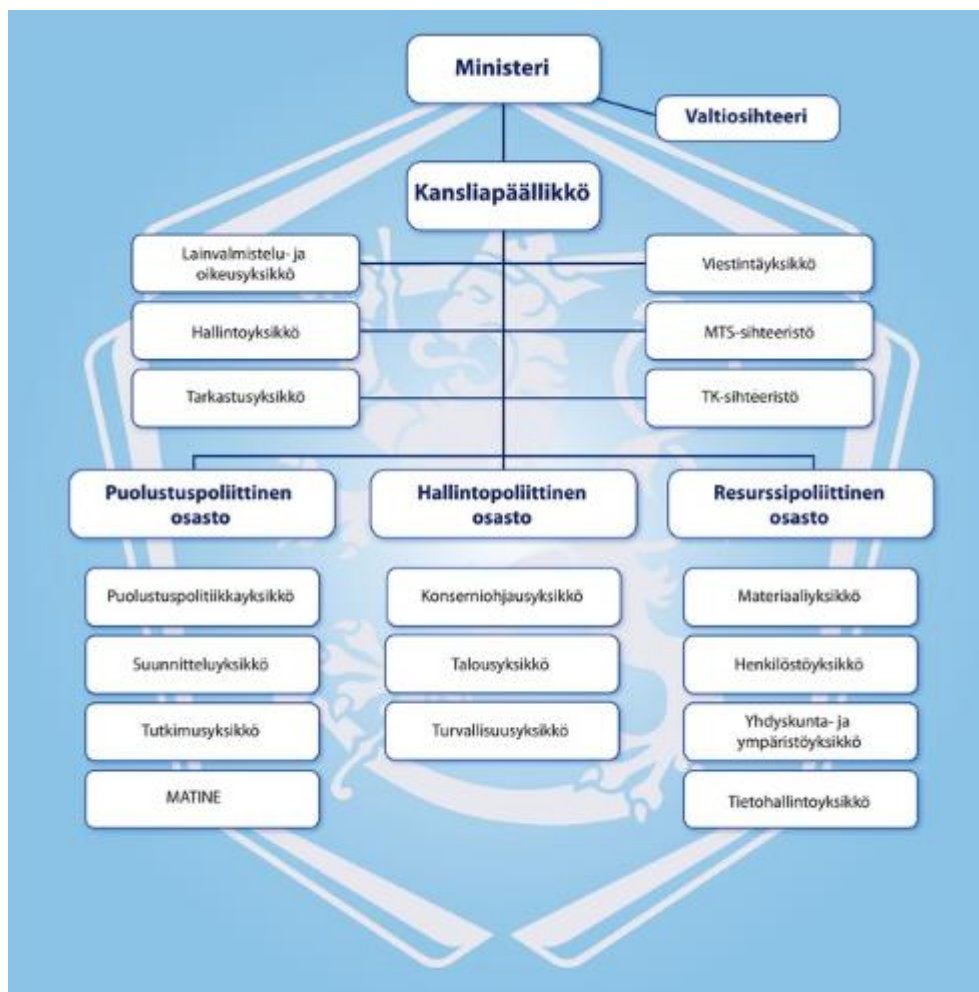 Ministeri
Valtiosihteeri
Kansliapäällikkö
Lainvalmistelu- ja
oikeusyksikkö
Viestintäyksikkö
Hallintoyksikkö
MTS-sihteeristö
Tarkastusyksikkö
TK-sihteeristö
Puolustuspoliittinen
osasto
Hallintopoliittinen
osasto
Resurssipoliittinen
osasto
Puolustuspolitiikkayksikkö
Konserniohjausyksikkö
Materiaaliyksikkö
Suunnitteluyksikkö
Talousyksikkö
Henkilöstöyksikkö
Tutkimusyksikkö
Turvallisuusyksikkö
Yhdyskunta- ja
ympäristöyksikkö
MATINE
Tietohallintoyksikkö